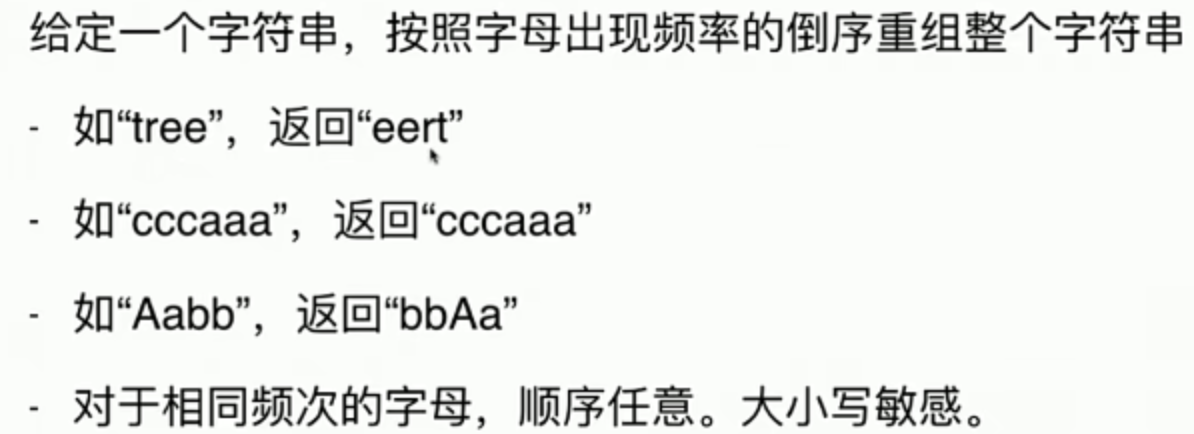 给定一个字符串，按照字母出现频率的倒序重组整个字符串
- 如“tree”，返回“eert”
- 如“cccaaa”，返回“cccaaa”
- 如“Aabb”，返回“bbAa”
- 对于相同频次的字母，顺序任意。大小写敏感。